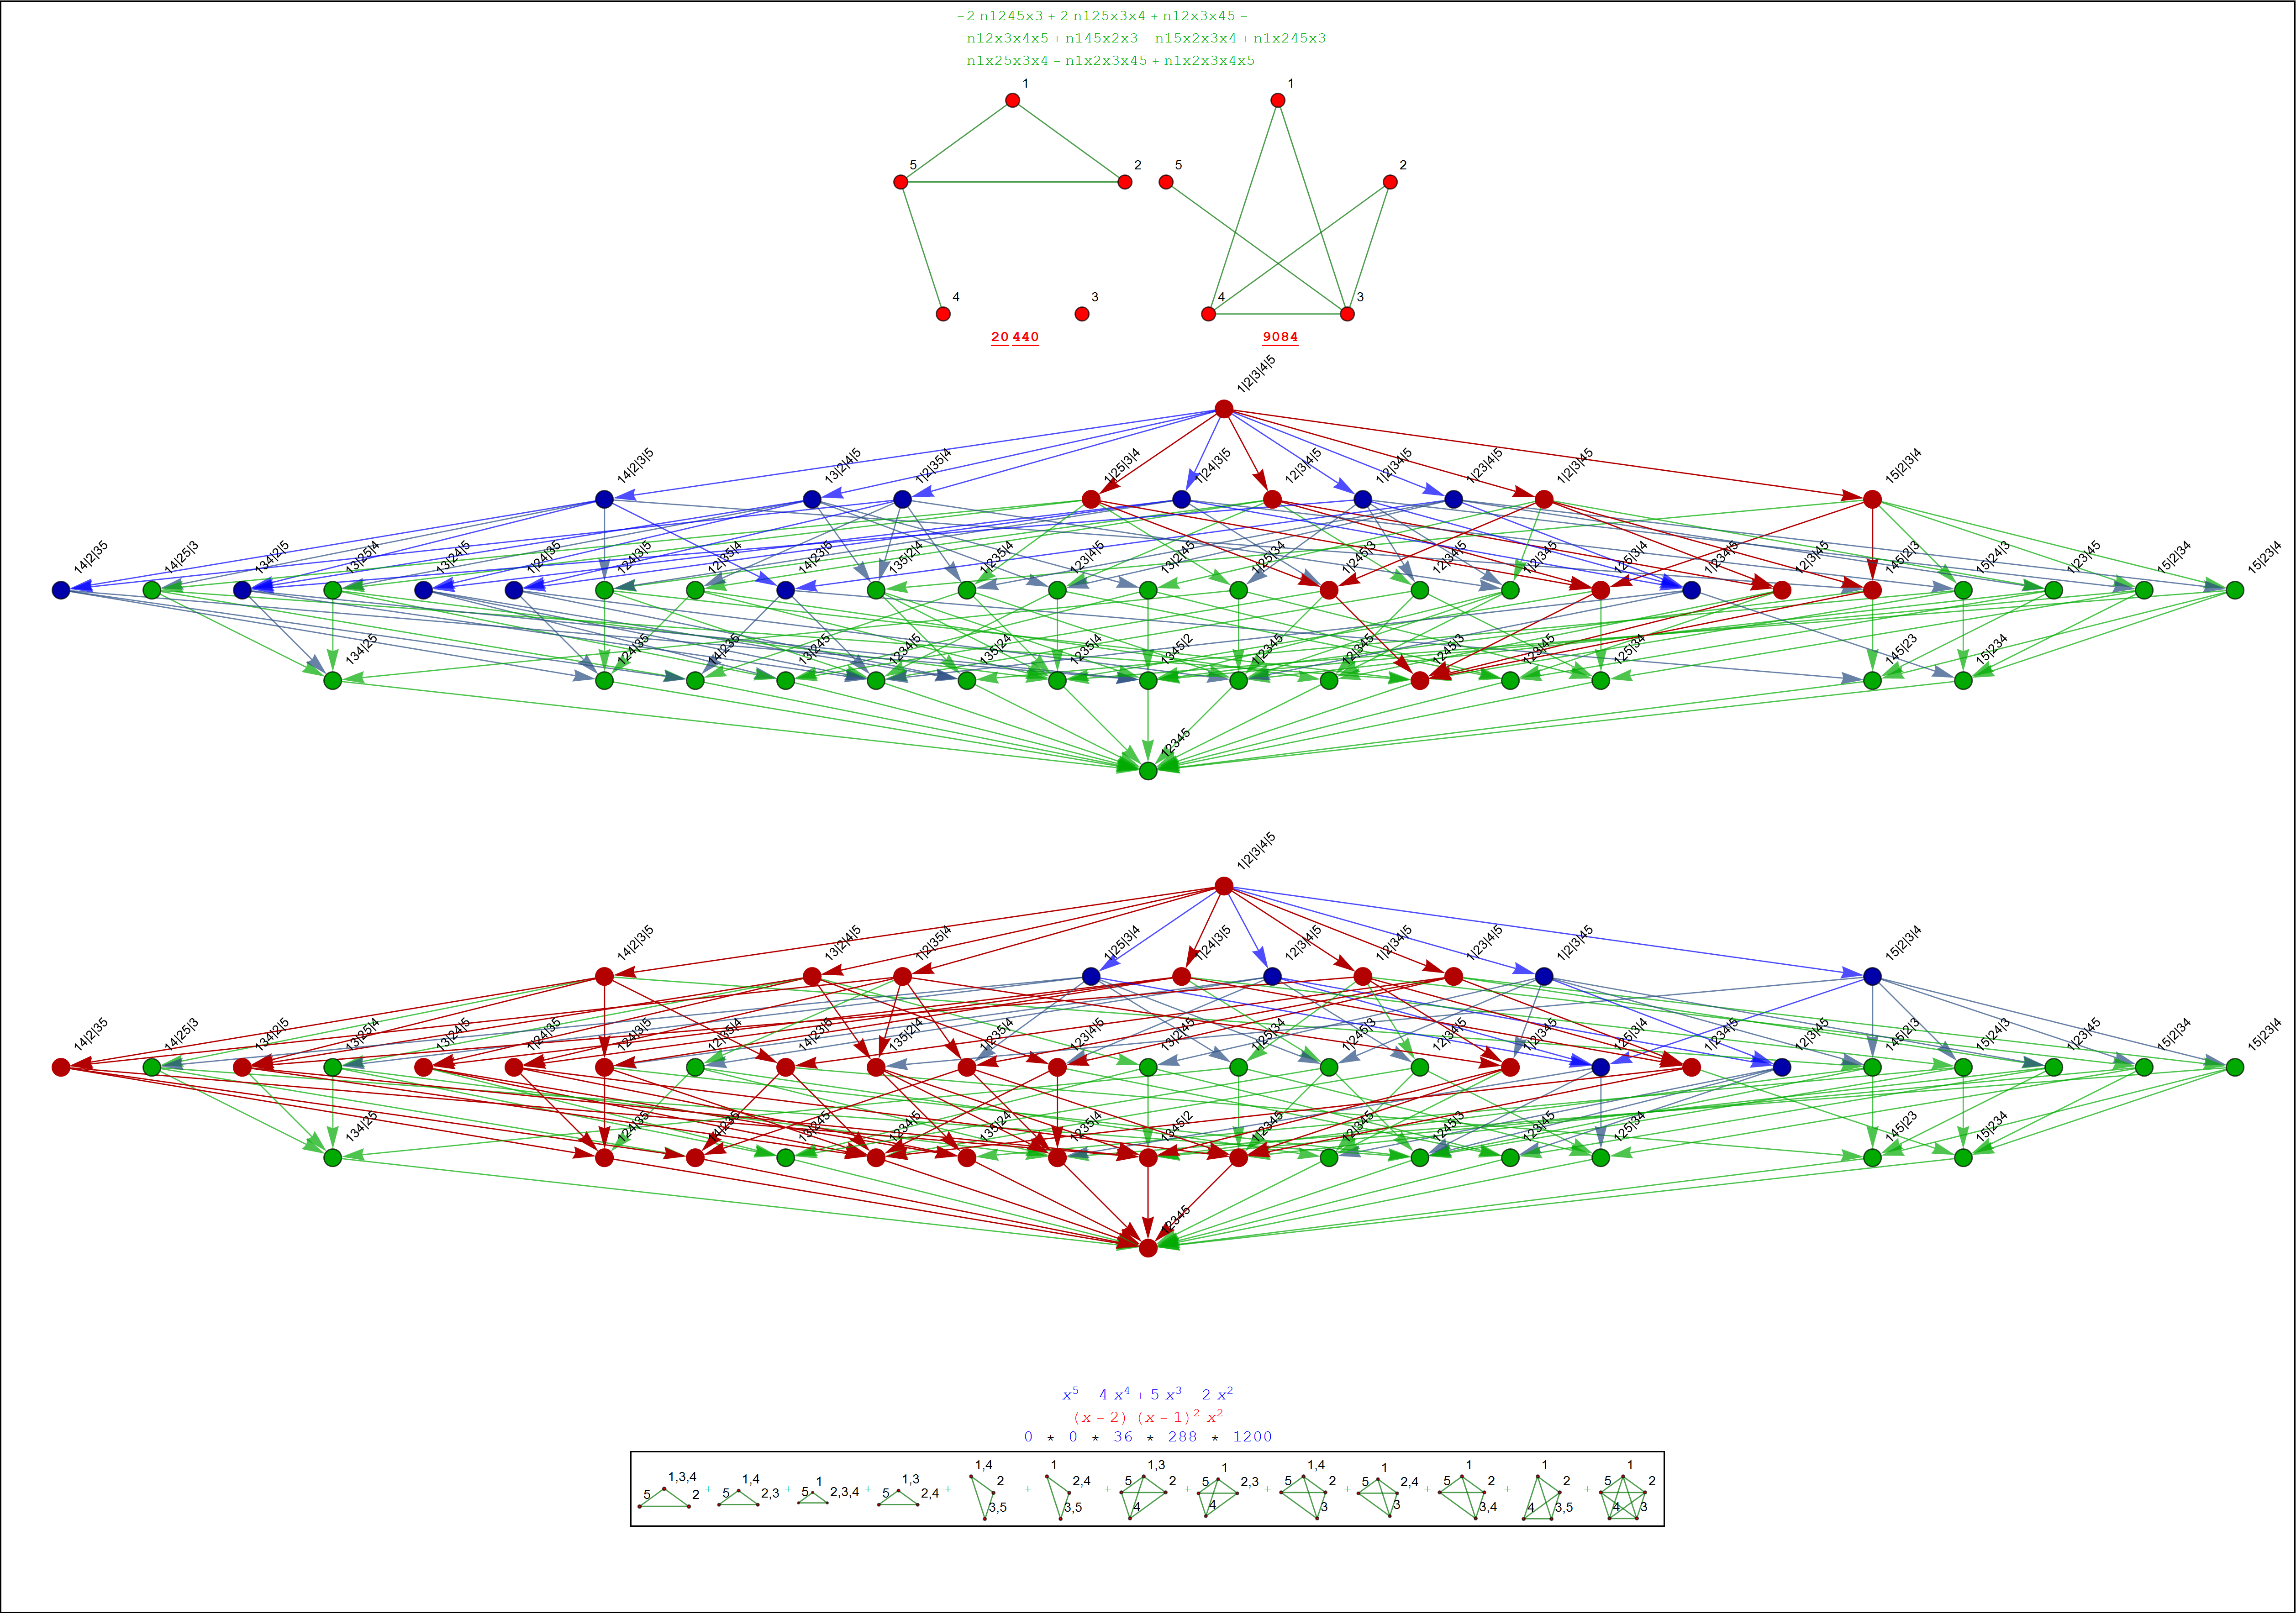 -2 n1245x3 + 2 n125x3x4 + n12x3x45 -
n12x3x4x5 + n145x2x3 - n15x2x3x4 + n1x245x3 -
n1x25x3x4 - n1x2x3x45 + n1x2x3x4x5
1 1
5 2 5 2
4 3 4 3
20 440 9084
1|2|3|4|5
14|2|3|5 13|2|4|5 1|2|35|4 1|25|3|4 1|24|3|5 12|3|4|5 1|2|34|5 1|23|4|5 1|2|3|45 15|2|3|4
14|2|35 14|25|3 134|2|5 13|25|4 13|24|5 1|24|35 124|3|5 12|35|4 14|23|5 135|2|4 1|235|4 123|4|5 13|2|45 1|25|34 1|245|3 12|34|5 1|2|345 125|3|4 1|234|5 12|3|45 145|2|3 15|24|3 1|23|45 15|2|34 15|23|4
134|25 124|35 14|235 13|245 1234|5 135|24 1235|4 1345|2 1|2345 12|345 1245|3 123|45 125|34 145|23 15|234
12345
1|2|3|4|5
14|2|3|5 13|2|4|5 1|2|35|4 1|25|3|4 1|24|3|5 12|3|4|5 1|2|34|5 1|23|4|5 1|2|3|45 15|2|3|4
14|2|35 14|25|3 134|2|5 13|25|4 13|24|5 1|24|35 124|3|5 12|35|4 14|23|5 135|2|4 1|235|4 123|4|5 13|2|45 1|25|34 1|245|3 12|34|5 1|2|345 125|3|4 1|234|5 12|3|45 145|2|3 15|24|3 1|23|45 15|2|34 15|23|4
134|25 124|35 14|235 13|245 1234|5 135|24 1235|4 1345|2 1|2345 12|345 1245|3 123|45 125|34 145|23 15|234
12345
x⁵ - 4 x⁴ + 5 x³ - 2 x²
(x - 2) (x - 1)² x²
0 * 0 * 36 * 288 * 1200
1,3,4 5 2 + 1,4 5 2,3 + 1 5 2,3,4 + 1,3 5 2,4 + 1,4 2 3,5 + 1 2,4 3,5 + 1,3 5 2 4 + 1 5 2,3 4 + 1,4 5 2 3 + 1 5 2,4 3 + 1 5 2 3,4 + 1 2 4 3,5 + 1 5 2 4 3